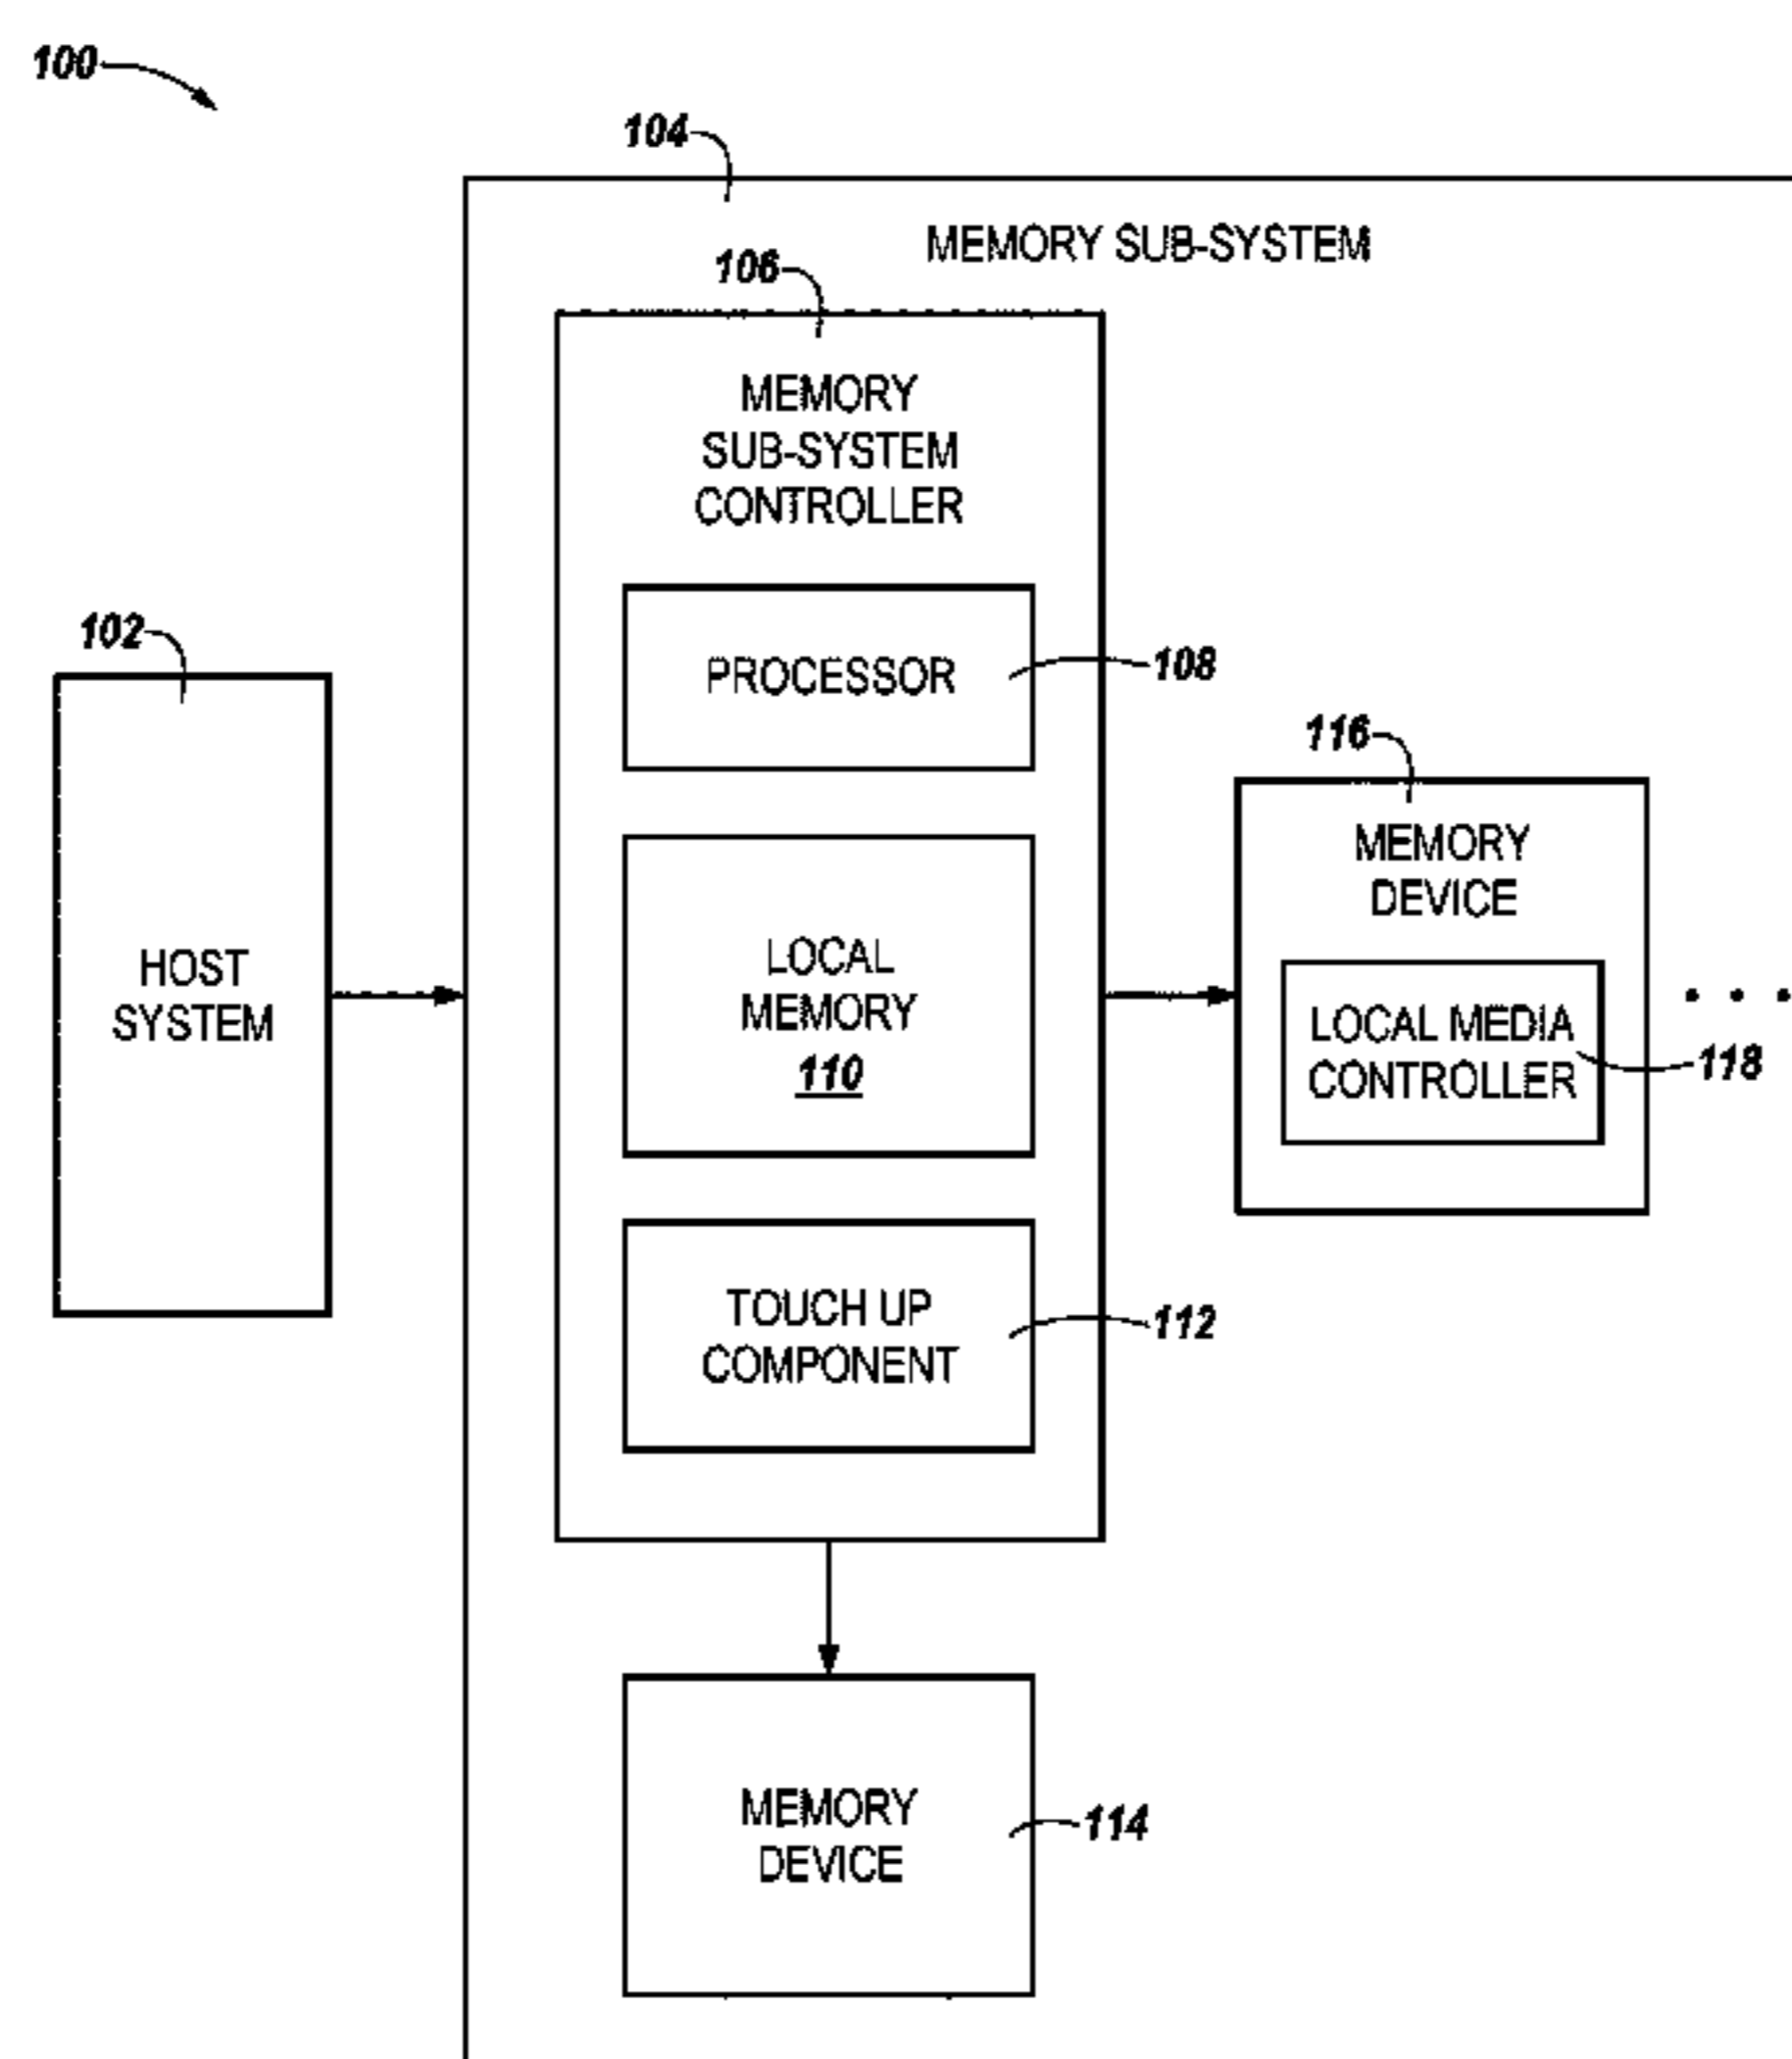 100
104
MEMORY SUB-SYSTEM
106
MEMORY
SUB-SYSTEM
CONTROLLER
102
HOST
SYSTEM
PROCESSOR
108
LOCAL
MEMORY
110
116
MEMORY
DEVICE
LOCAL MEDIA
CONTROLLER
118
TOUCH UP
COMPONENT
112
MEMORY
DEVICE
114